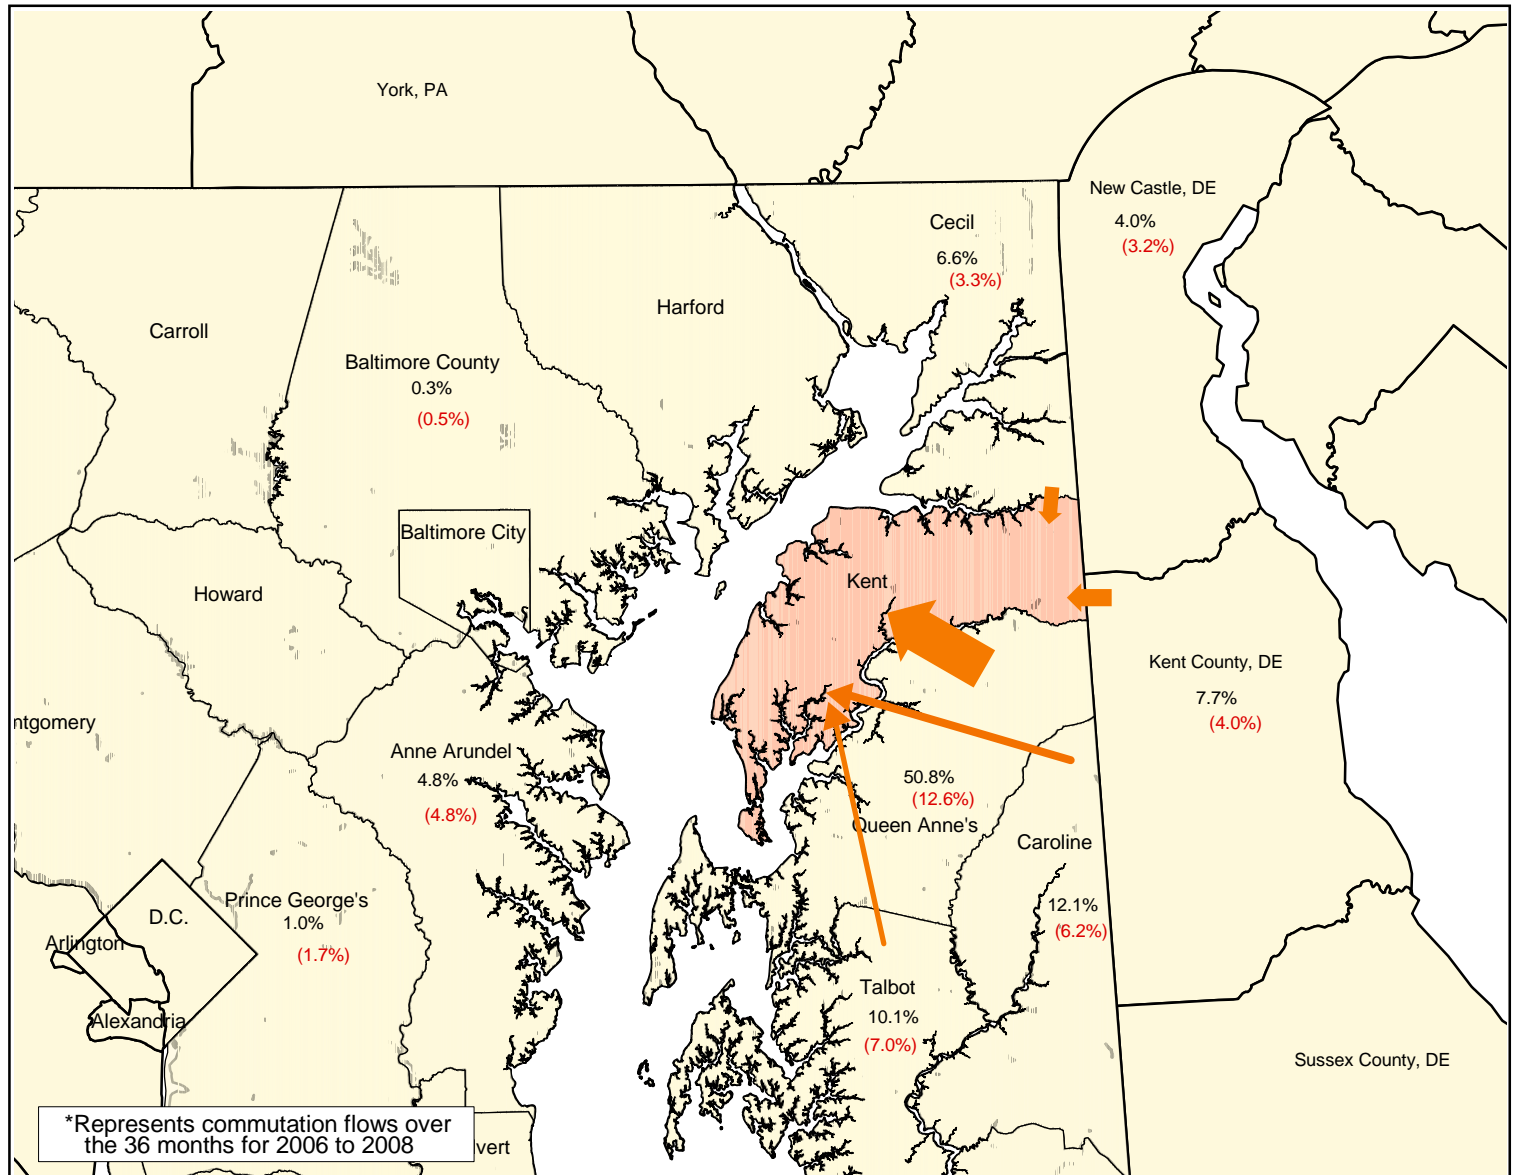 York, PA
New Castle, DE
4.0%
(3.2%)
Cecil
6.6%
(3.3%)
Harford
Carroll
Baltimore County
0.3%
(0.5%)
Baltimore City
Kent
Howard
Kent County, DE
7.7%
(4.0%)
ntgomery
Anne Arundel
4.8%
(4.8%)
50.8%
(12.6%)
Queen Anne's
Caroline
12.1%
(6.2%)
Prince George's
1.0%
(1.7%)
D.C.
Arlington
Alexandria
Talbot
10.1%
(7.0%)
Sussex County, DE
*Represents commutation flows over
the 36 months for 2006 to 2008
vert